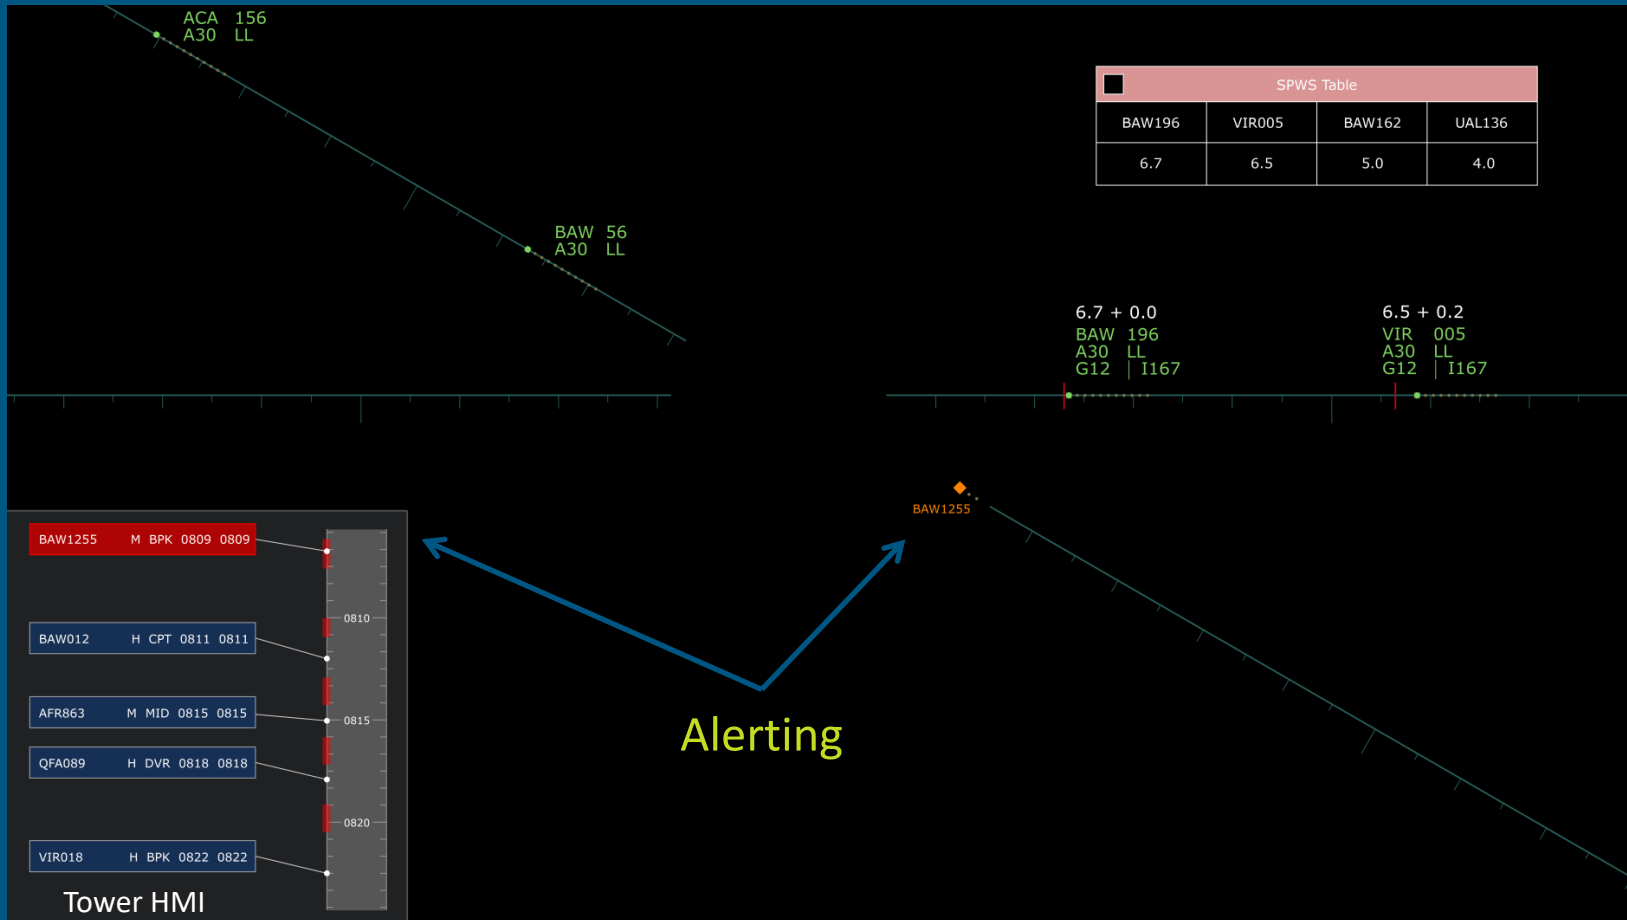 ACA 156
A30 LL
SPWS Table
BAW196 VIR005 BAW162 UAL136
6.7 6.5 5.0 4.0
BAW 56
A30 LL
6.7 + 0.0
BAW 196
A30 LL
G12 | I167
6.5 + 0.2
VIR 005
A30 LL
G12 | I167
BAW1255
BAW1255 M BPK 0809 0809
0810
BAW012 H CPT 0811 0811
AFR863 M MID 0815 0815
0815
QFA089 H DVR 0818 0818
0820
VIR018 H BPK 0822 0822
Tower HMI
Alerting